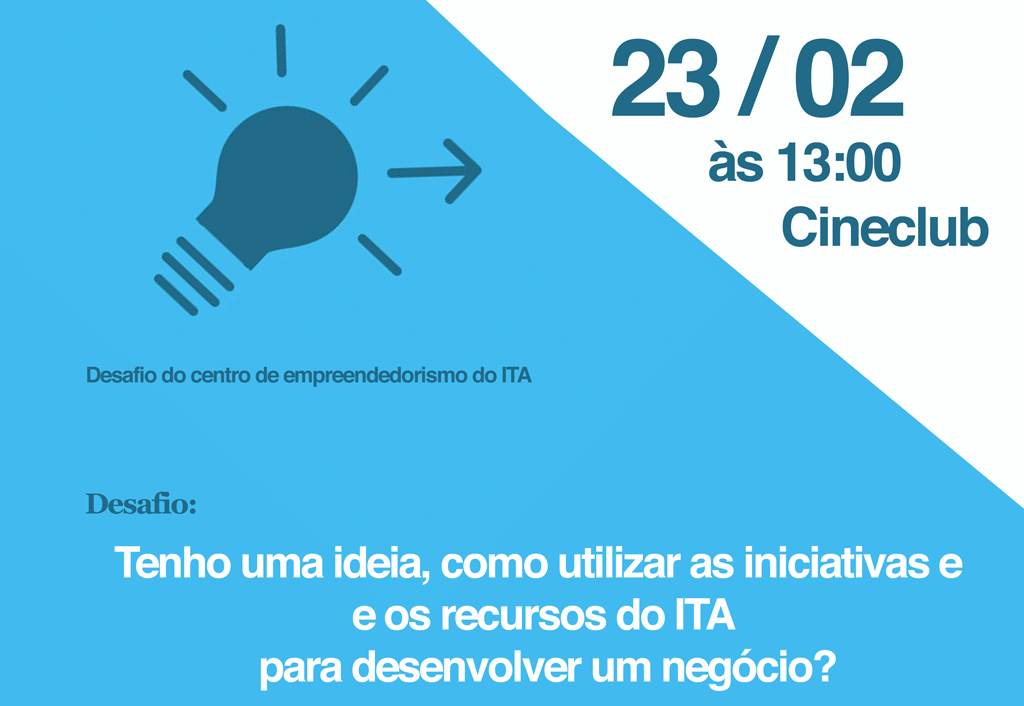 23 / 02
às 13:00
Cineclub
Desafio do centro de empreendedorismo do ITA
Desafio:
Tenho uma ideia, como utilizar as iniciativas e
e os recursos do ITA
para desenvolver um negócio?